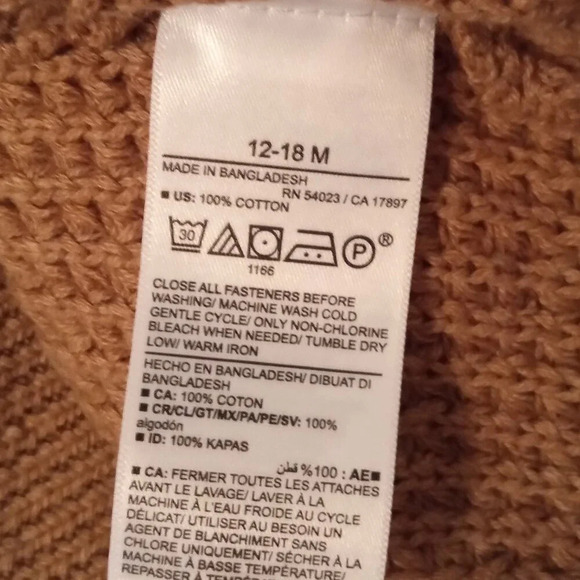 12-18 M
MADE IN BANGLADESH
RN 54023 / CA 17897
■ US: 100% COTTON
30 P ®
1166
CLOSE ALL FASTENERS BEFORE
WASHING/ MACHINE WASH COLD
GENTLE CYCLE/ ONLY NON-CHLORINE
BLEACH WHEN NEEDED/ TUMBLE DRY
LOW/ WARM IRON
HECHO EN BANGLADESH/ DIBUAT DI
BANGLADESH
■ CA: 100% COTON
■ CR/CL/GT/MX/PA/PE/SV: 100%
algodón
■ ID: 100% KAPAS
■AE : 100% قطن
■ CA: FERMER TOUTES LES ATTACHES
AVANT LE LAVAGE/ LAVER À LA
MACHINE À L'EAU FROIDE AU CYCLE
DÉLICAT/ UTILISER AU BESOIN UN
AGENT DE BLANCHIMENT SANS
CHLORE UNIQUEMENT/ SÉCHER À LA
MACHINE À BASSE TEMPÉRATURE/
REPASSER À TEMPÉ